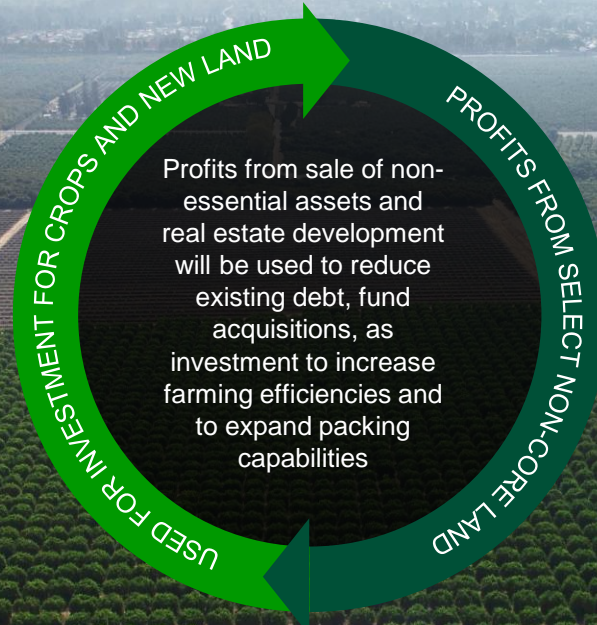 PROFITS FROM SELECT NON-CORE LAND
USED FOR INVESTMENT FOR CROPS AND NEW LAND
Profits from sale of non-
essential assets and
real estate development
will be used to reduce
existing debt, fund
acquisitions, as
investment to increase
farming efficiencies and
to expand packing
capabilities